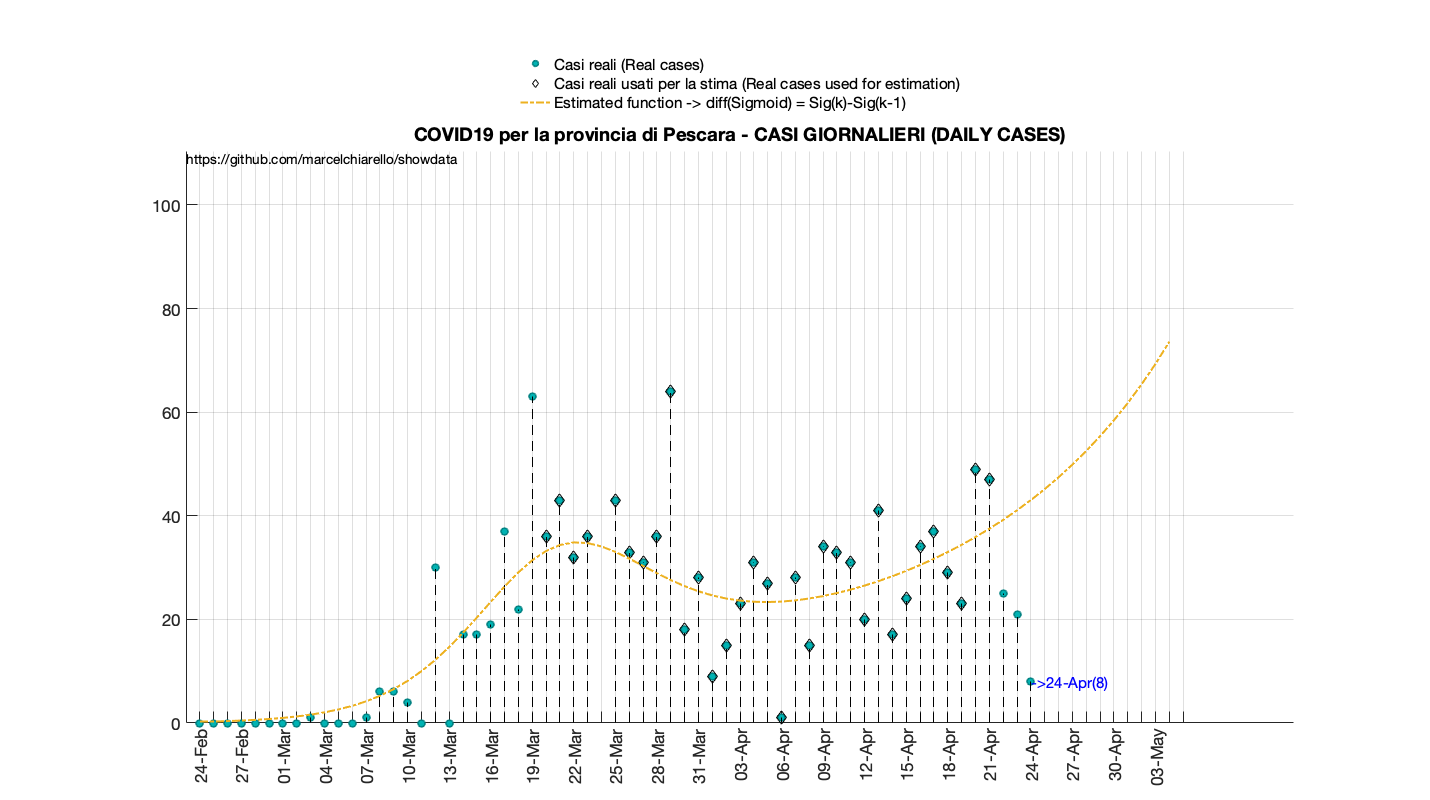 Casi reali (Real cases)
Casi reali usati per la stima (Real cases used for estimation)
Estimated function -> diff(Sigmoid) = Sig(k)-Sig(k-1)
COVID19 per la provincia di Pescara - CASI GIORNALIERI (DAILY CASES)
https://github.com/marcelchiarello/showdata
100
80
60
40
20
0
->24-Apr(8)
24-Feb
27-Feb
01-Mar
04-Mar
07-Mar
10-Mar
13-Mar
16-Mar
19-Mar
22-Mar
25-Mar
28-Mar
31-Mar
03-Apr
06-Apr
09-Apr
12-Apr
15-Apr
18-Apr
21-Apr
24-Apr
27-Apr
30-Apr
03-May